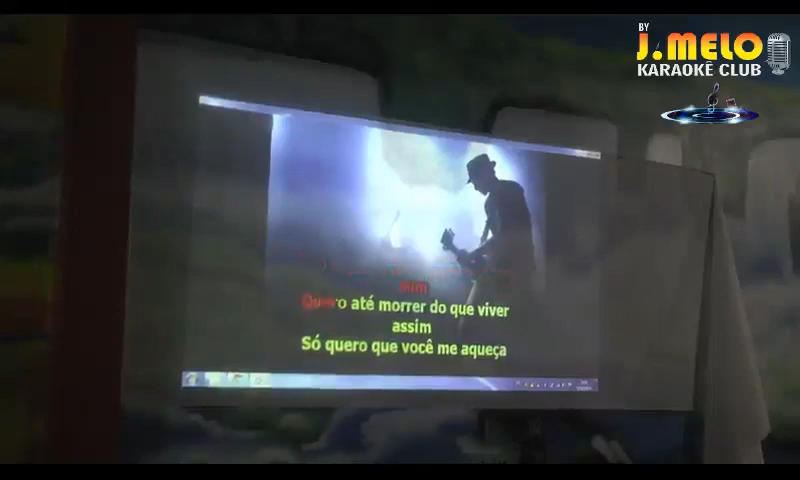 BY
J. MELO
KARAOKÊ CLUB
Mim
Quero até morrer do que viver
assim
Só quero que você me aqueça